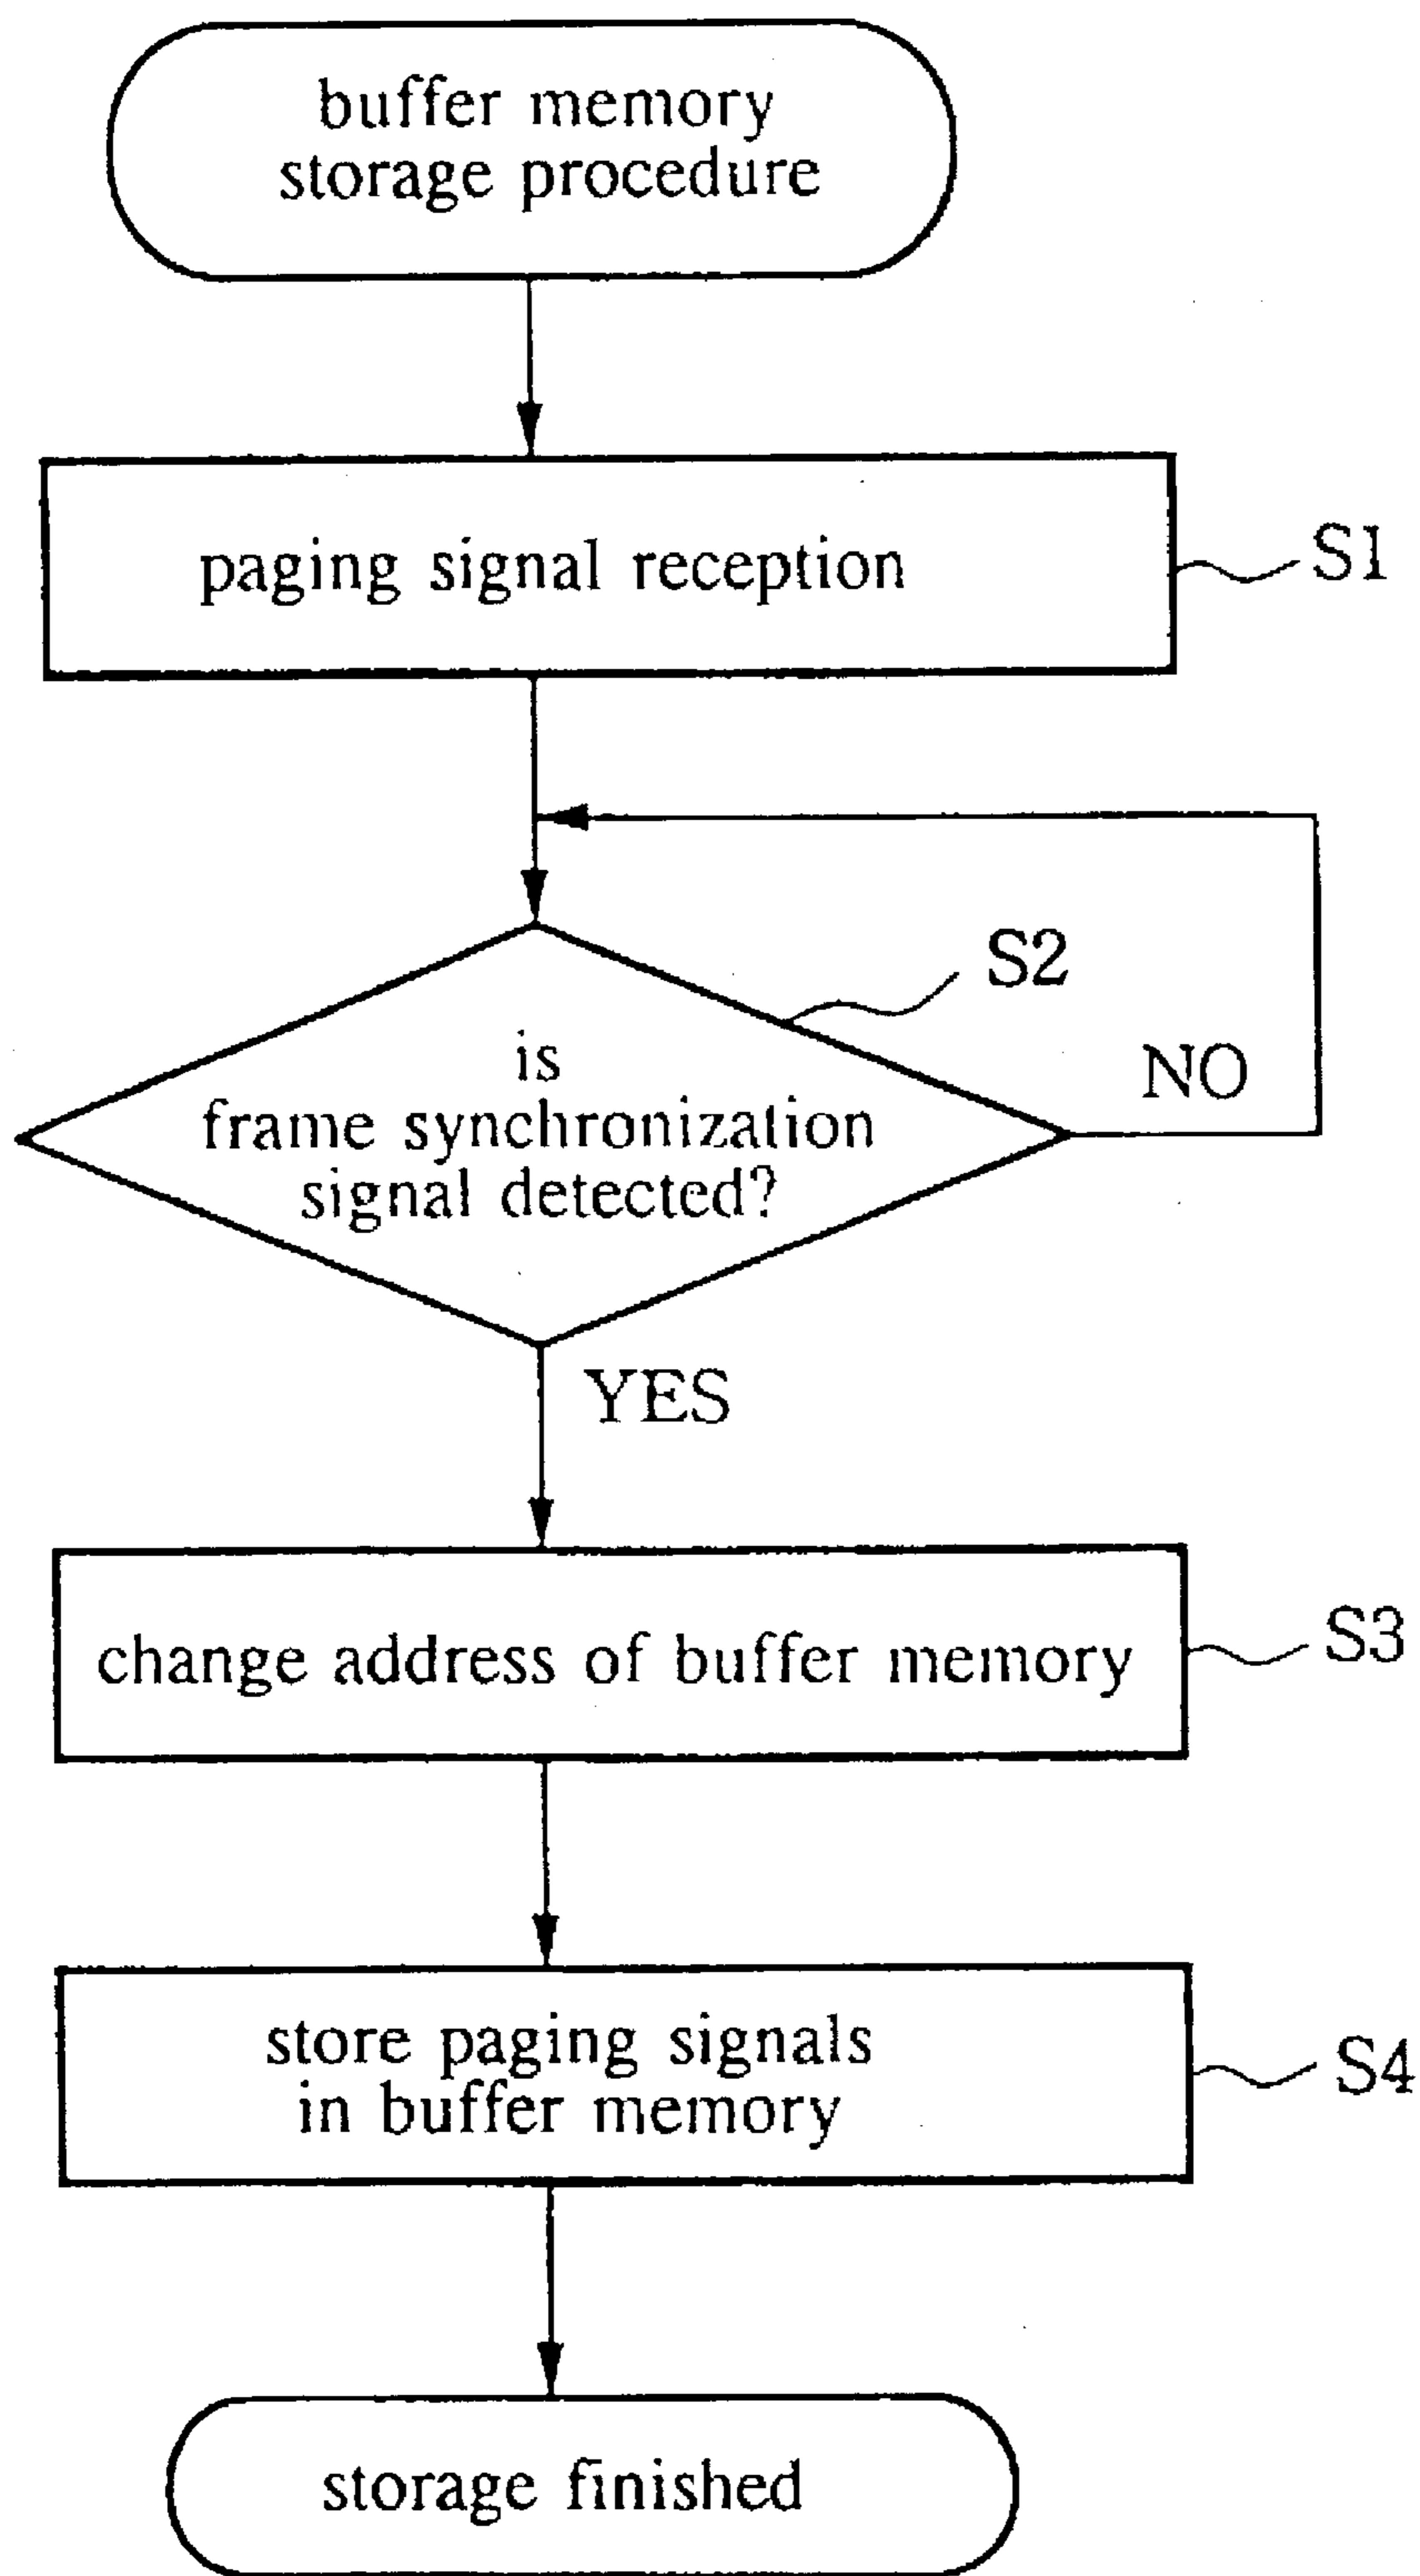 buffer memory
storage procedure
paging signal reception
S1
S2
is
frame synchronization
signal detected?
NO
YES
change address of buffer memory
S3
store paging signals
in buffer memory
S4
storage finished